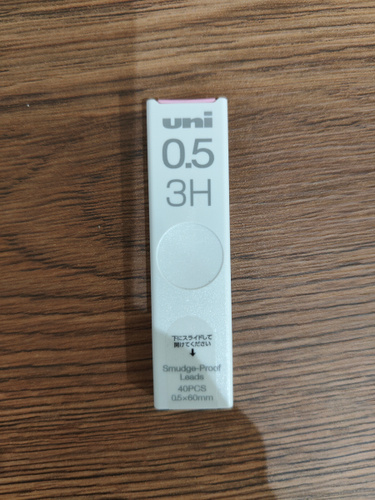 uni
0.5
3H
下にスライドして
開けてください
Smudge-Proof
Leads
40PCS
0.5×60mm